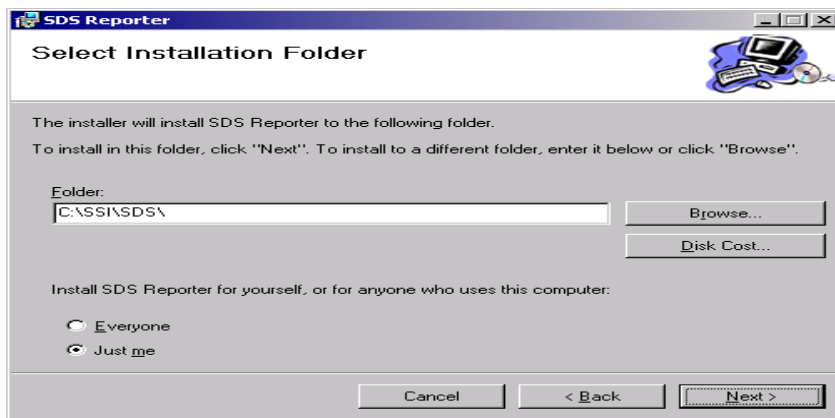 SDS Reporter
Select Installation Folder
The installer will install SDS Reporter to the following folder.
To install in this folder, click "Next". To install to a different folder, enter it below or click "Browse".
Folder:
C:\SSI\SDS\
Browse...
Disk Cost...
Install SDS Reporter for yourself, or for anyone who uses this computer:
Everyone
Just me
Cancel
< Back
Next >